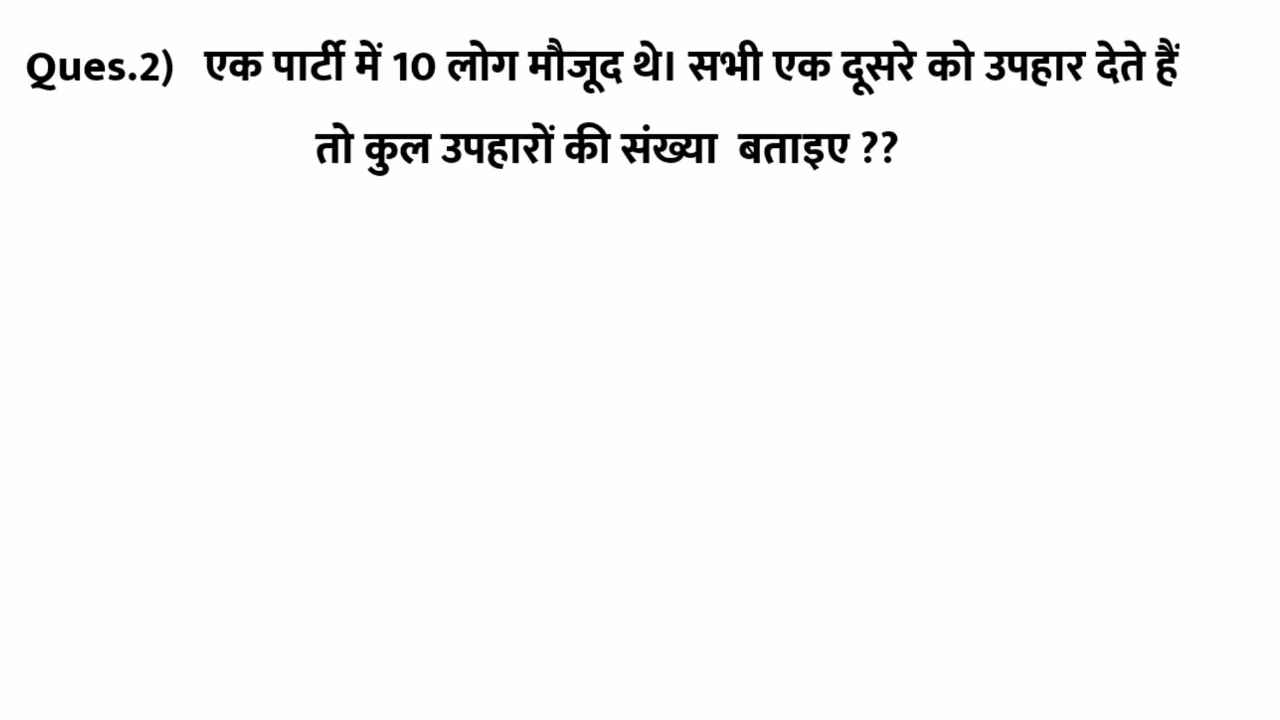 Ques.2) एक पार्टी में 10 लोग मौजूद थे। सभी एक दूसरे को उपहार देते हैं
तो कुल उपहारों की संख्या बताइए ??